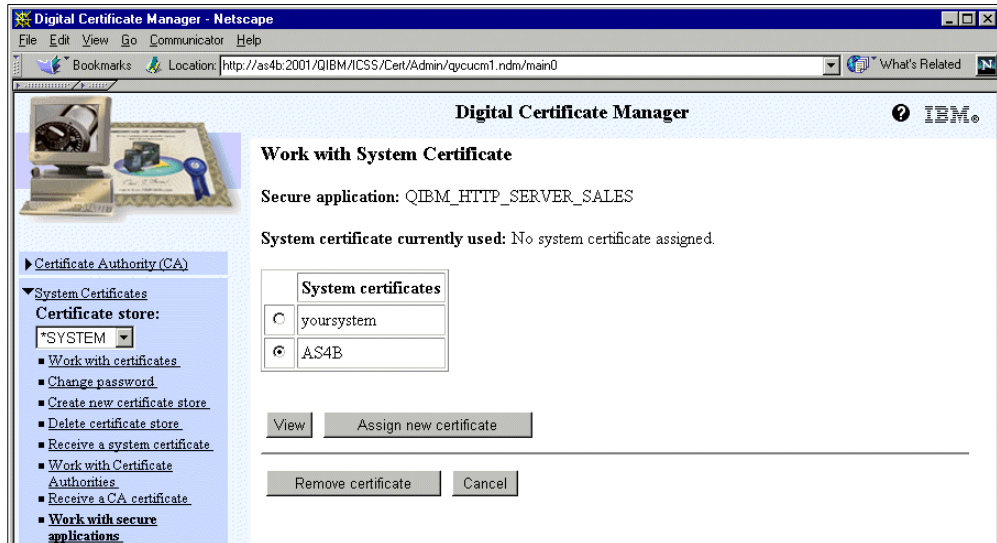 Digital Certificate Manager - Netscape
File Edit View Go Communicator Help
Bookmarks Location: http://as4b:2001/QIBM/ICSS/Cert/Admin/qycucm1.ndm/main0 What's Related N
Digital Certificate Manager ? IBM®
Work with System Certificate
Secure application: QIBM_HTTP_SERVER_SALES
System certificate currently used: No system certificate assigned.
System certificates
yoursystem
AS4B
View Assign new certificate
Remove certificate Cancel
Certificate Authority (CA)
System Certificates
Certificate store:
*SYSTEM
Work with certificates
Change password
Create new certificate store
Delete certificate store
Receive a system certificate
Work with Certificate
Authorities
Receive a CA certificate
Work with secure
applications